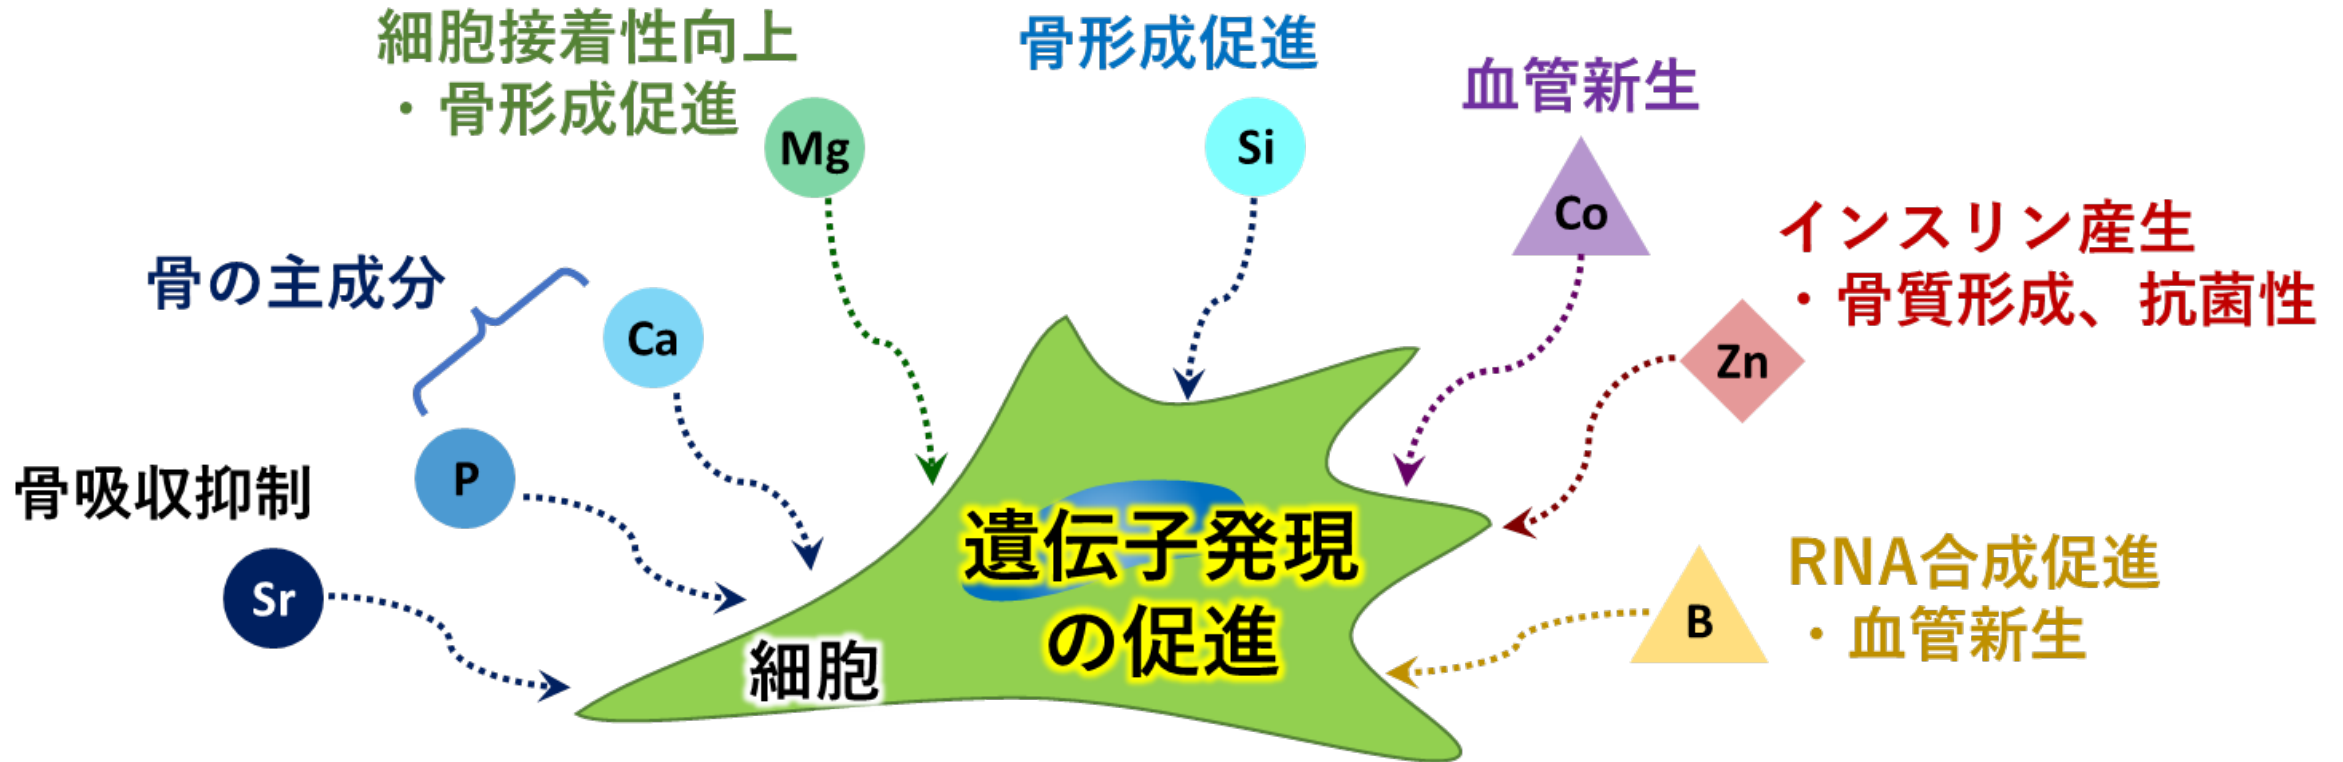 細胞接着性向上
・骨形成促進
Mg
骨形成促進
Si
血管新生
Co
インスリン産生
・骨質形成、抗菌性
Zn
骨の主成分
Ca
P
骨吸収抑制
Sr
遺伝子発現
の促進
細胞
RNA合成促進
・血管新生
B